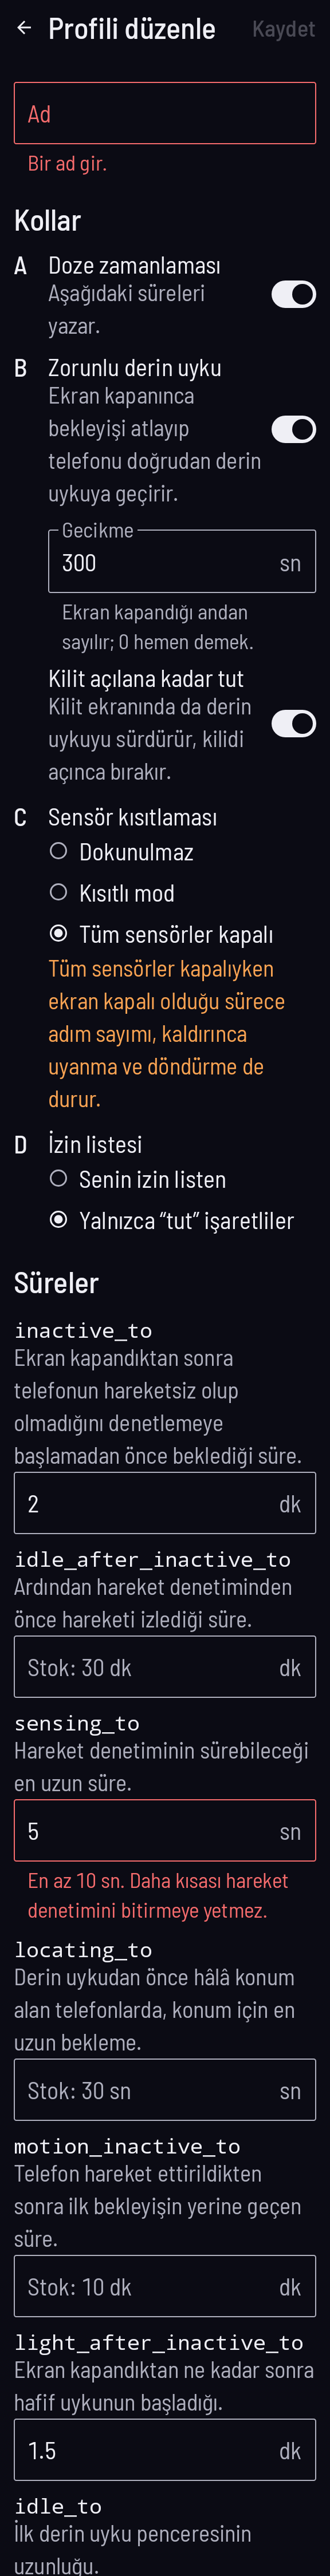 Profili düzenle
Kaydet
Ad
Bir ad gir.
Kollar
A
Doze zamanlaması
Aşağıdaki süreleri
yazar.
B
Zorunlu derin uyku
Ekran kapanınca
bekleyişi atlayıp
telefonu doğrudan derin
uykuya geçirir.
Gecikme
300
sn
Ekran kapandığı andan
sayılır; 0 hemen demek.
Kilit açılana kadar tut
Kilit ekranında da derin
uykuyu sürdürür, kilidi
açınca bırakır.
C
Sensör kısıtlaması
Dokunulmaz
Kısıtlı mod
Tüm sensörler kapalı
Tüm sensörler kapalıyken
ekran kapalı olduğu sürece
adım sayımı, kaldırınca
uyanma ve döndürme de
durur.
D
İzin listesi
Senin izin listen
Yalnızca “tut” işaretliler
Süreler
inactive_to
Ekran kapandıktan sonra
telefonun hareketsiz olup
olmadığını denetlemeye
başlamadan önce beklediği süre.
2
dk
idle_after_inactive_to
Ardından hareket denetiminden
önce hareketi izlediği süre.
Stok: 30 dk
dk
sensing_to
Hareket denetiminin sürebileceği
en uzun süre.
5
sn
En az 10 sn. Daha kısası hareket
denetimini bitirmeye yetmez.
locating_to
Derin uykudan önce hâlâ konum
alan telefonlarda, konum için en
uzun bekleme.
Stok: 30 sn
sn
motion_inactive_to
Telefon hareket ettirildikten
sonra ilk bekleyişin yerine geçen
süre.
Stok: 10 dk
dk
light_after_inactive_to
Ekran kapandıktan ne kadar sonra
hafif uykunun başladığı.
1.5
dk
idle_to
İlk derin uyku penceresinin
uzunluğu.